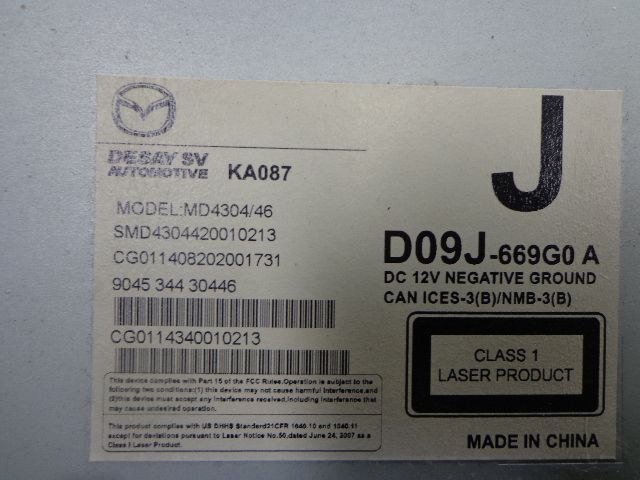 DESAY SV
AUTOMOTIVE KA087
J
MODEL:MD4304/46
SMD4304420010213
CG011408202001731
9045 344 30446
CG0114340010213
D09J-669G0 A
DC 12V NEGATIVE GROUND
CAN ICES-3(B)/NMB-3(B)
CLASS 1
LASER PRODUCT
This device complies with Part 15 of the FCC Rules.Operation is subject to the
following two conditions:(1) this device may not cause harmful interference,and
(2)this device must accept any interference received,including interference that
may cause undesired operation.
This product complies with US DHHS Standard21CFR 1040.10 and 1040.11
except for deviations pursuant to Laser Notice No.50,dated June 24, 2007 as a
Class 1 Laser Product.
MADE IN CHINA